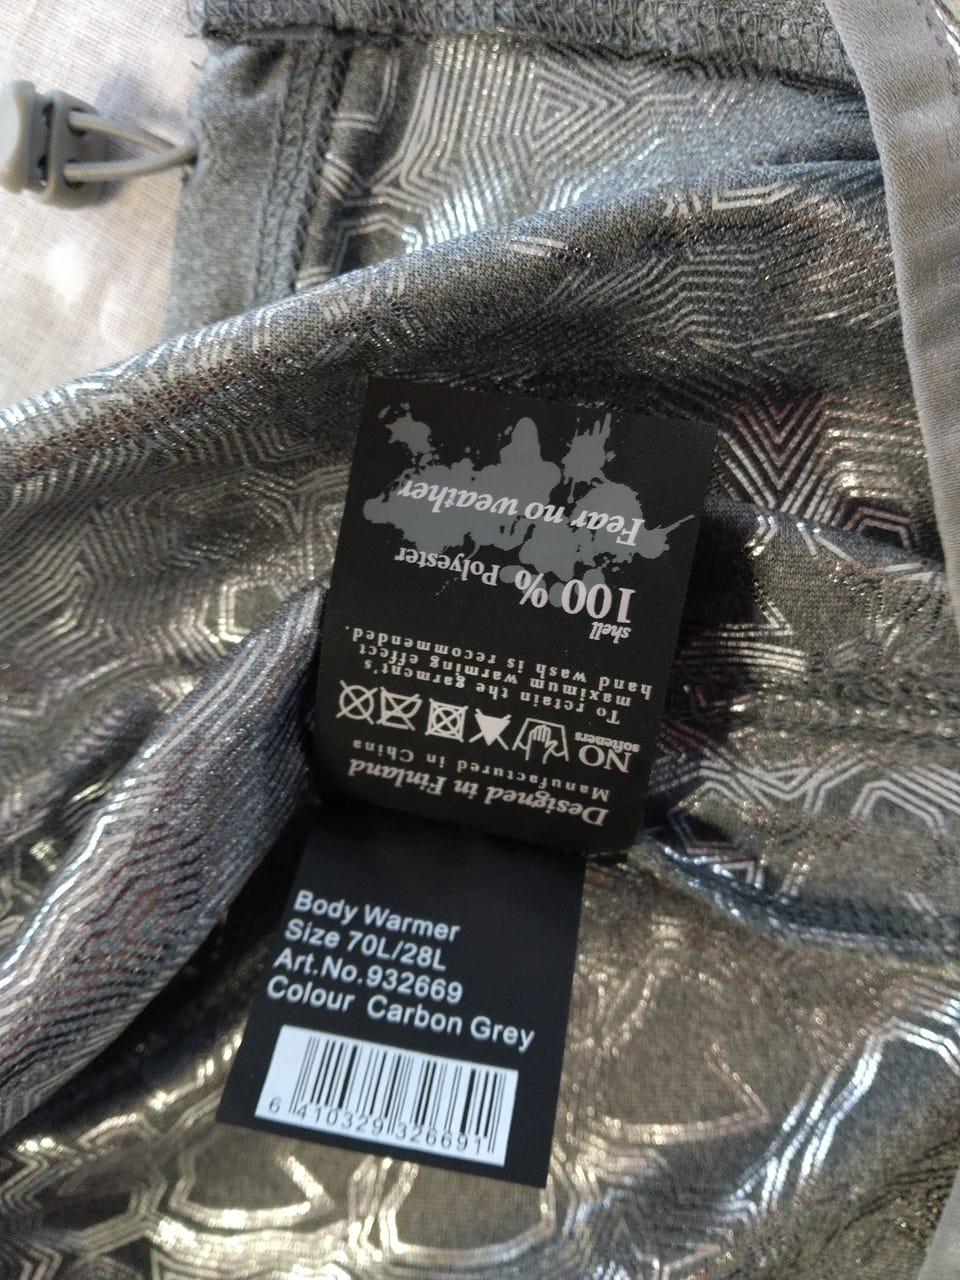 Fear no weather
shell
100% Polyester
To retain the garment's
maximum warming effect
hand wash is recommended.
NO
softeners
Designed in Finland
Manufactured in China
Body Warmer
Size 70L/28L
Art.No.932669
Colour Carbon Grey
6 410329 326691